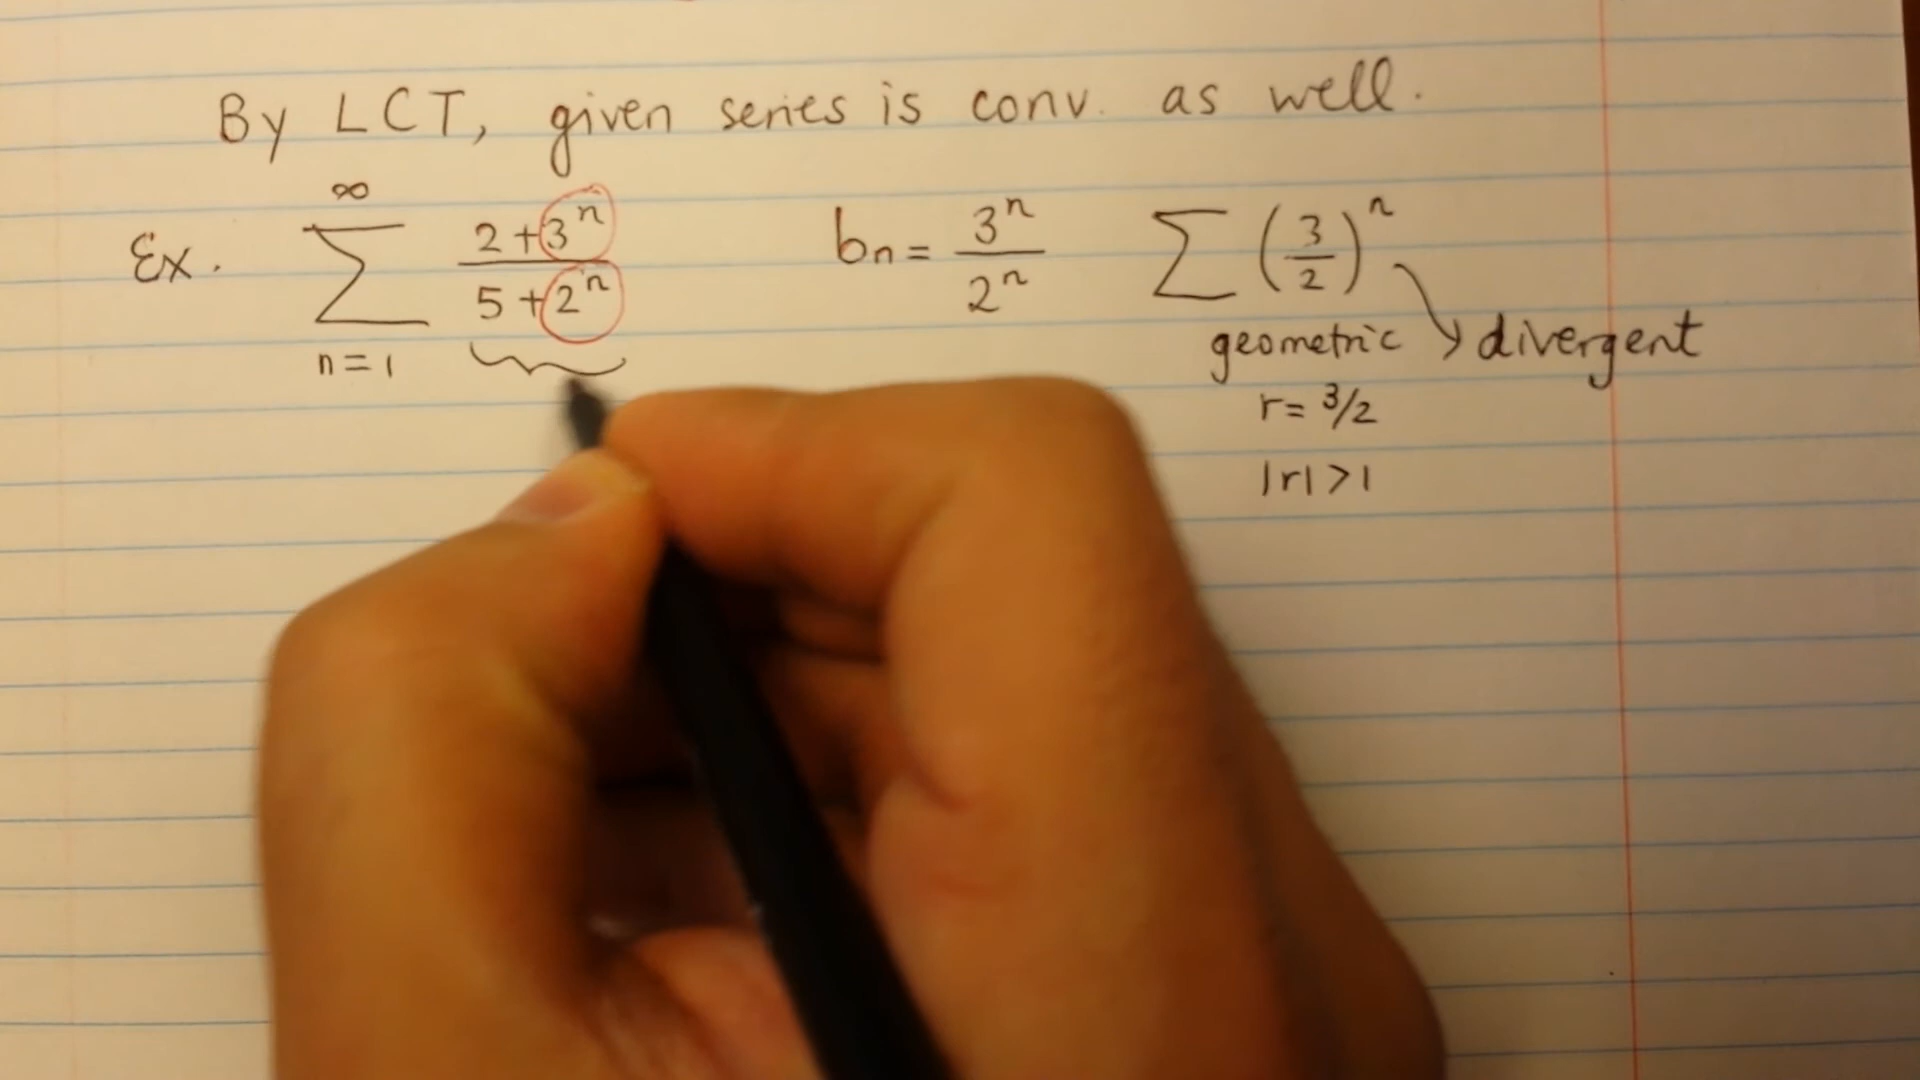 By LCT, given series is conv. as well.
Ex. ∞ Σ n=1 (2+3^n)/(5+2^n) b_n = 3^n/2^n Σ (3/2)^n
geometric → divergent
r = 3/2
|r| > 1